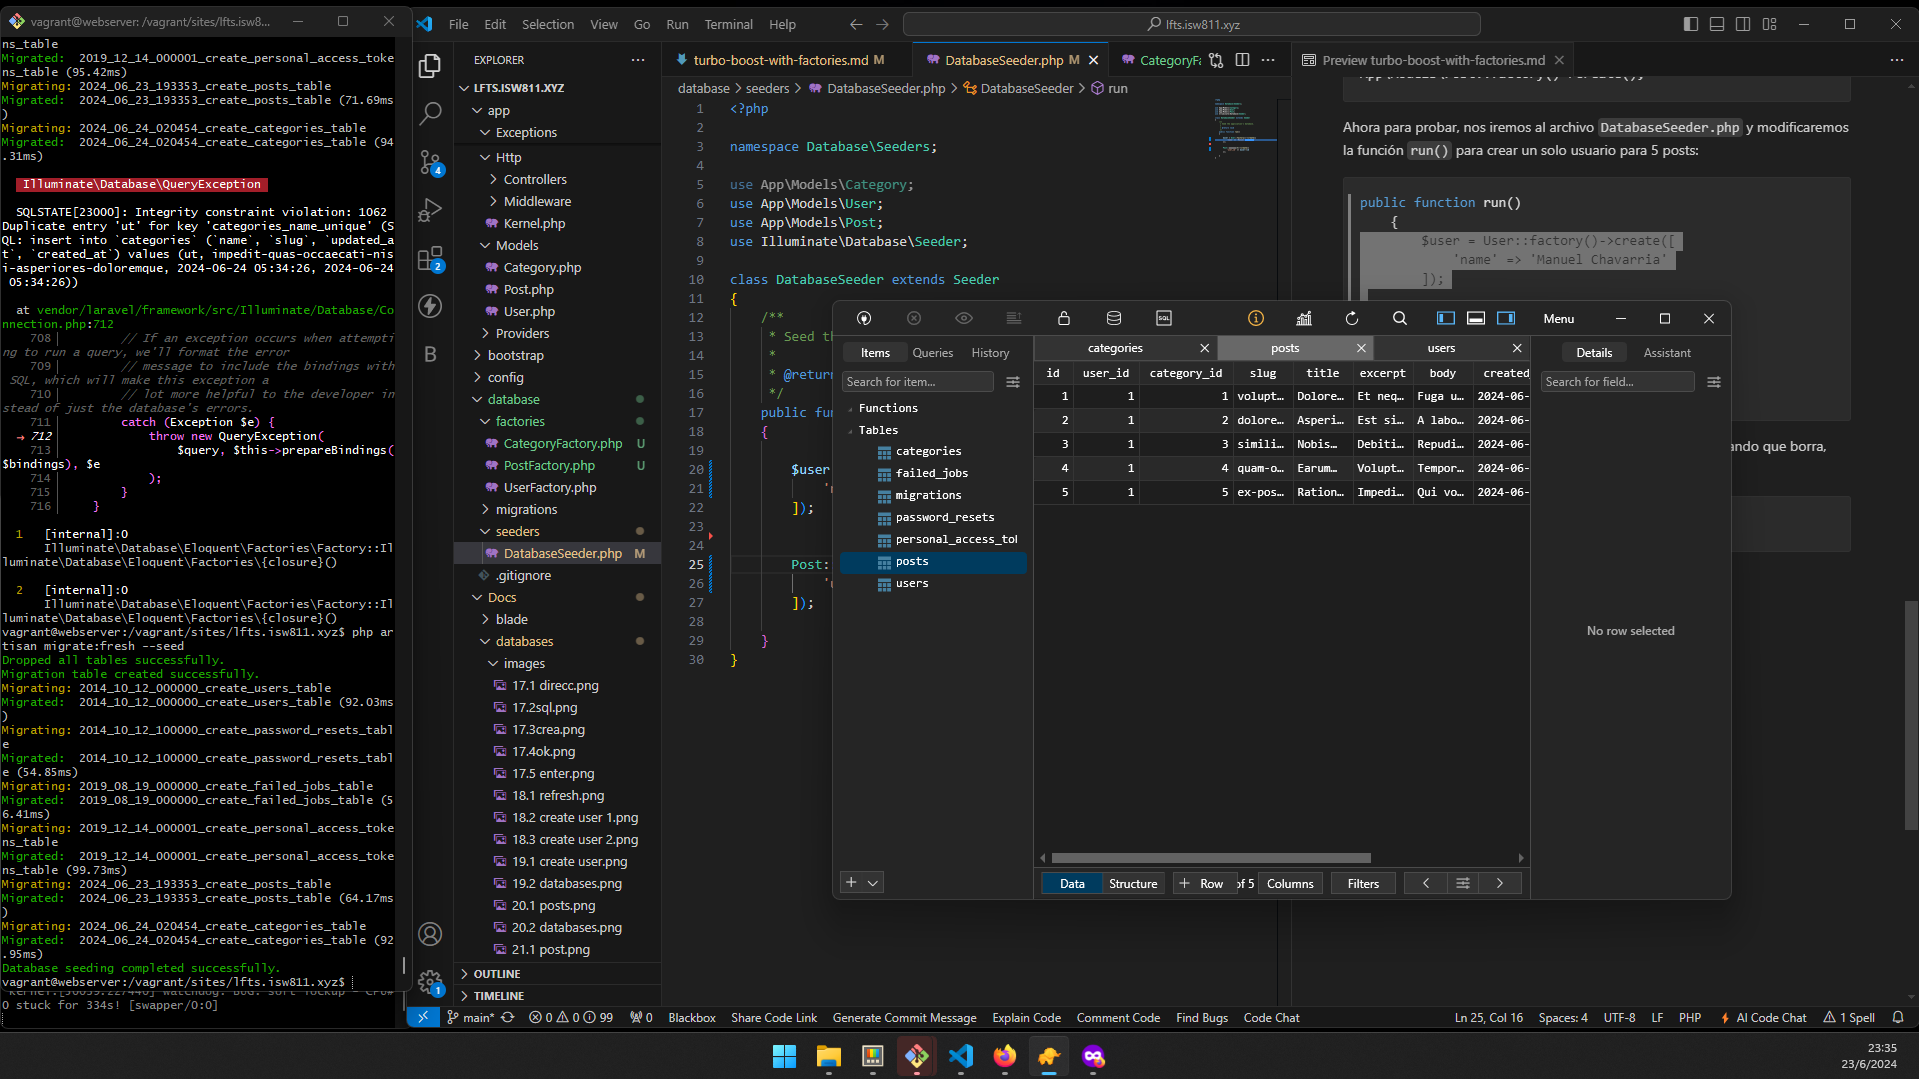 vagrant@webserver: /vagrant/sites/lfts.isw8...
ns_table
Migrated:  2019_12_14_000001_create_personal_access_toke
ns_table (95.42ms)
Migrating: 2024_06_23_193353_create_posts_table
Migrated:  2024_06_23_193353_create_posts_table (71.69ms
)
Migrating: 2024_06_24_020454_create_categories_table
Migrated:  2024_06_24_020454_create_categories_table (94
.31ms)
Illuminate\Database\QueryException
SQLSTATE[23000]: Integrity constraint violation: 1062
Duplicate entry 'ut' for key 'categories_name_unique' (S
QL: insert into `categories` (`name`, `slug`, `updated_a
t`, `created_at`) values (ut, impedit-quas-occaecati-nis
i-asperiores-doloremque, 2024-06-24 05:34:26, 2024-06-24
05:34:26))
at vendor/laravel/framework/src/Illuminate/Database/Co
nnection.php:712
708| // If an exception occurs when attempti
ng to run a query, we'll format the error
709| // message to include the bindings with
SQL, which will make this exception a
710| // lot more helpful to the developer in
stead of just the database's errors.
711| catch (Exception $e) {
→ 712| throw new QueryException(
713| $query, $this->prepareBindings(
$bindings), $e
714| );
715| }
716| }
1 [internal]:0
Illuminate\Database\Eloquent\Factories\Factory::Il
luminate\Database\Eloquent\Factories\{closure}()
2 [internal]:0
Illuminate\Database\Eloquent\Factories\Factory::Il
luminate\Database\Eloquent\Factories\{closure}()
vagrant@webserver:/vagrant/sites/lfts.isw811.xyz$ php ar
tisan migrate:fresh --seed
Dropped all tables successfully.
Migration table created successfully.
Migrating: 2014_10_12_000000_create_users_table
Migrated:  2014_10_12_000000_create_users_table (92.03ms
)
Migrating: 2014_10_12_100000_create_password_resets_tabl
e
Migrated:  2014_10_12_100000_create_password_resets_tabl
e (54.85ms)
Migrating: 2019_08_19_000000_create_failed_jobs_table
Migrated:  2019_08_19_000000_create_failed_jobs_table (5
6.41ms)
Migrating: 2019_12_14_000001_create_personal_access_toke
ns_table
Migrated:  2019_12_14_000001_create_personal_access_toke
ns_table (99.73ms)
Migrating: 2024_06_23_193353_create_posts_table
Migrated:  2024_06_23_193353_create_posts_table (64.17ms
)
Migrating: 2024_06_24_020454_create_categories_table
Migrated:  2024_06_24_020454_create_categories_table (92
.95ms)
Database seeding completed successfully.
vagrant@webserver:/vagrant/sites/lfts.isw811.xyz$
0 stuck for 334s! [swapper/0:0]
File Edit Selection View Go Run Terminal Help
lfts.isw811.xyz
4
2
B
1
EXPLORER
LFTS.ISW811.XYZ
app
Exceptions
Http
Controllers
Middleware
Kernel.php
Models
Category.php
Post.php
User.php
Providers
bootstrap
config
database
factories
CategoryFactory.php U
PostFactory.php U
UserFactory.php
migrations
seeders
DatabaseSeeder.php M
.gitignore
Docs
blade
databases
images
17.1 direcc.png
17.2sql.png
17.3crea.png
17.4ok.png
17.5 enter.png
18.1 refresh.png
18.2 create user 1.png
18.3 create user 2.png
19.1 create user.png
19.2 databases.png
20.1 posts.png
20.2 databases.png
21.1 post.png
OUTLINE
TIMELINE
turbo-boost-with-factories.md M
DatabaseSeeder.php M
CategoryFa
database > seeders > DatabaseSeeder.php > DatabaseSeeder > run
1 <?php
2
3 namespace Database\Seeders;
4
5 use App\Models\Category;
6 use App\Models\User;
7 use App\Models\Post;
8 use Illuminate\Database\Seeder;
9
10 class DatabaseSeeder extends Seeder
11 {
12 /**
13 * Seed th
14 *
15 * @return
16 */
17 public fun
18 {
19
20 $user
21 'n
22 ]);
23
24
25 Post:
26 'u
27 ]);
28
29 }
30 }
Preview turbo-boost-with-factories.md
Ahora para probar, nos iremos al archivo DatabaseSeeder.php y modificaremos
la función run() para crear un solo usuario para 5 posts:
public function run()
{
$user = User::factory()->create([
'name' => 'Manuel Chavarria'
]);
ando que borra,
SQL
Menu
Items Queries History
Search for item...
Functions
Tables
categories
failed_jobs
migrations
password_resets
personal_access_to
posts
users
categories
posts
users
id user_id category_id slug title excerpt body created_
1 1 1 volupt... Dolore... Et neq... Fuga u... 2024-06-
2 1 2 dolore... Asperi... Est si... A labo... 2024-06-
3 1 3 simili... Nobis... Debiti... Repudi... 2024-06-
4 1 4 quam-o... Earum... Volupt... Tempor... 2024-06-
5 1 5 ex-pos... Ration... Impedi... Qui vo... 2024-06-
Data Structure + Row of 5 Columns Filters
Details Assistant
Search for field...
No row selected
main* 0 0 99 0 Blackbox Share Code Link Generate Commit Message Explain Code Comment Code Find Bugs Code Chat
Ln 25, Col 16 Spaces: 4 UTF-8 LF PHP AI Code Chat 1 Spell
23:35
23/6/2024